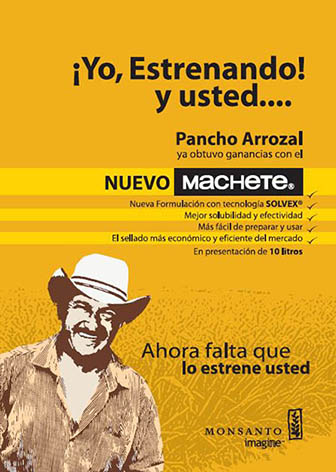 ¡Yo, Estrenando!
y usted....
Pancho Arrozal
ya obtuvo ganancias con el
NUEVO MACHETE®
Nueva Formulación con tecnología SOLVEX®
Mejor solubilidad y efectividad
Más fácil de preparar y usar
El sellado más económico y eficiente del mercado
En presentación de 10 litros
Ahora falta que
lo estrene usted
MONSANTO
imagine™